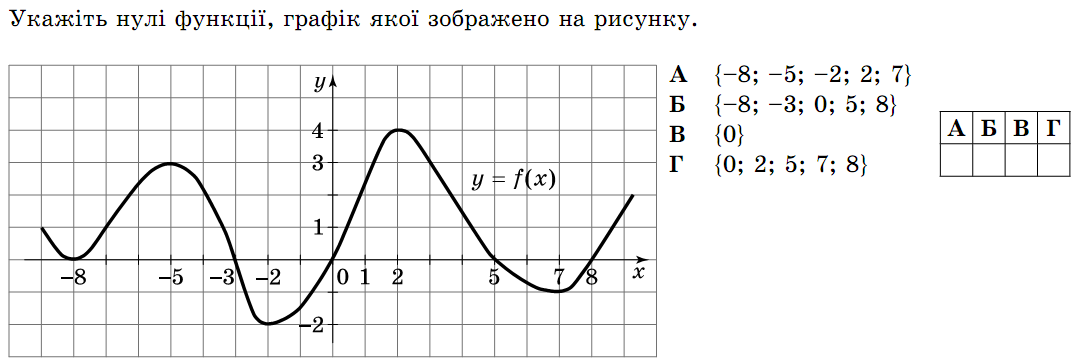 Укажіть нулі функції, графік якої зображено на рисунку.
y
4
3
y = f(x)
1
−8 −5 −3 −2 0 1 2 5 7 8 x
−2
А {−8; −5; −2; 2; 7}
Б {−8; −3; 0; 5; 8}
В {0}
Г {0; 2; 5; 7; 8}
А Б В Г